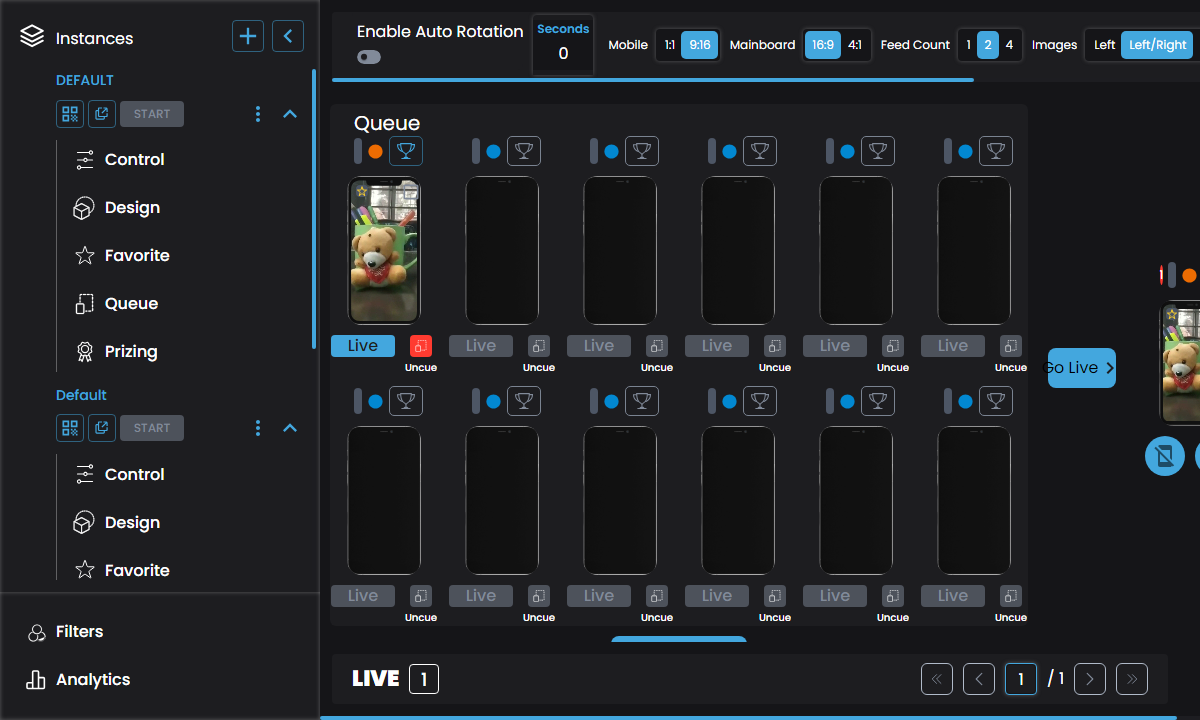 Instances
DEFAULT
START
Control
Design
Favorite
Queue
Prizing
Default
START
Control
Design
Favorite
Filters
Analytics
Enable Auto Rotation
Seconds
0
Mobile 1:1 9:16 Mainboard 16:9 4:1 Feed Count 1 2 4 Images Left Left/Right
Queue
Live Live Live Live Live Live
Uncue Uncue Uncue Uncue Uncue Uncue
Live Live Live Live Live Live
Uncue Uncue Uncue Uncue Uncue Uncue
1
Go Live
LIVE 1
1 / 1